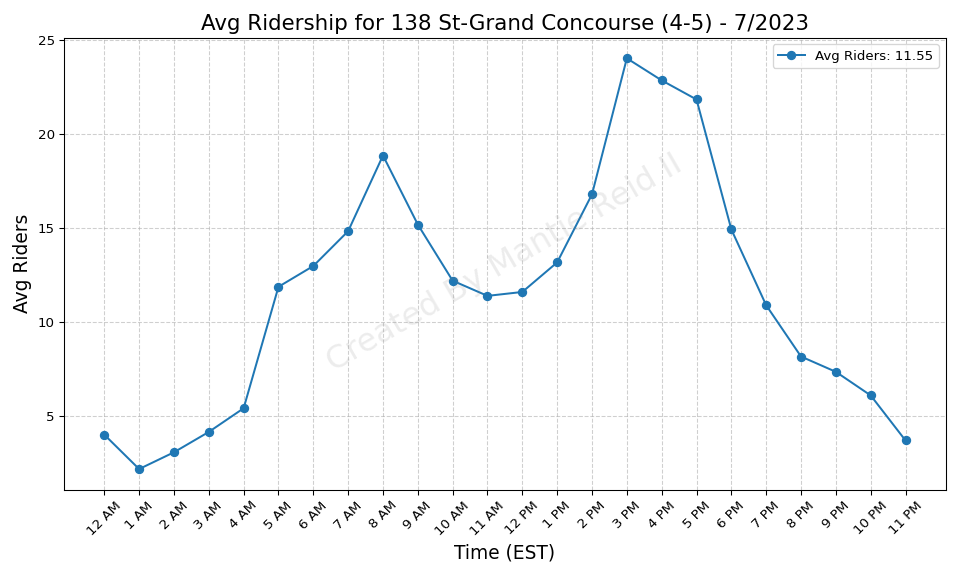 Avg Ridership for 138 St-Grand Concourse (4-5) - 7/2023
Avg Riders: 11.55
25
20
15
10
5
Avg Riders
Created By Mantie Reid II
12 AM
1 AM
2 AM
3 AM
4 AM
5 AM
6 AM
7 AM
8 AM
9 AM
10 AM
11 AM
12 PM
1 PM
2 PM
3 PM
4 PM
5 PM
6 PM
7 PM
8 PM
9 PM
10 PM
11 PM
Time (EST)